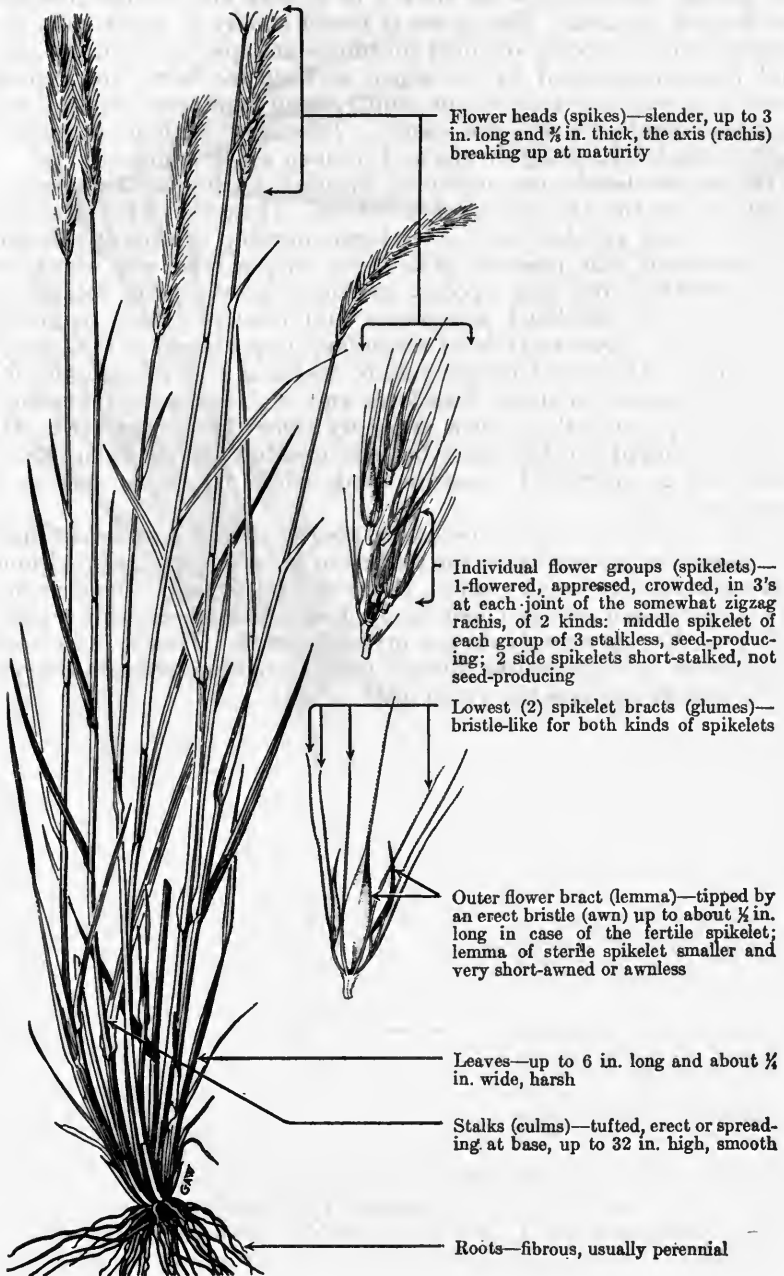 Flower heads (spikes)—slender, up to 3
in. long and ⅜ in. thick, the axis (rachis)
breaking up at maturity
Individual flower groups (spikelets)—
1-flowered, appressed, crowded, in 3's
at each joint of the somewhat zigzag
rachis, of 2 kinds: middle spikelet of
each group of 3 stalkless, seed-produc-
ing; 2 side spikelets short-stalked, not
seed-producing
Lowest (2) spikelet bracts (glumes)—
bristle-like for both kinds of spikelets
Outer flower bract (lemma)—tipped by
an erect bristle (awn) up to about ½ in.
long in case of the fertile spikelet;
lemma of sterile spikelet smaller and
very short-awned or awnless
Leaves—up to 6 in. long and about ¼
in. wide, harsh
Stalks (culms)—tufted, erect or spread-
ing at base, up to 32 in. high, smooth
GAW
Roots—fibrous, usually perennial